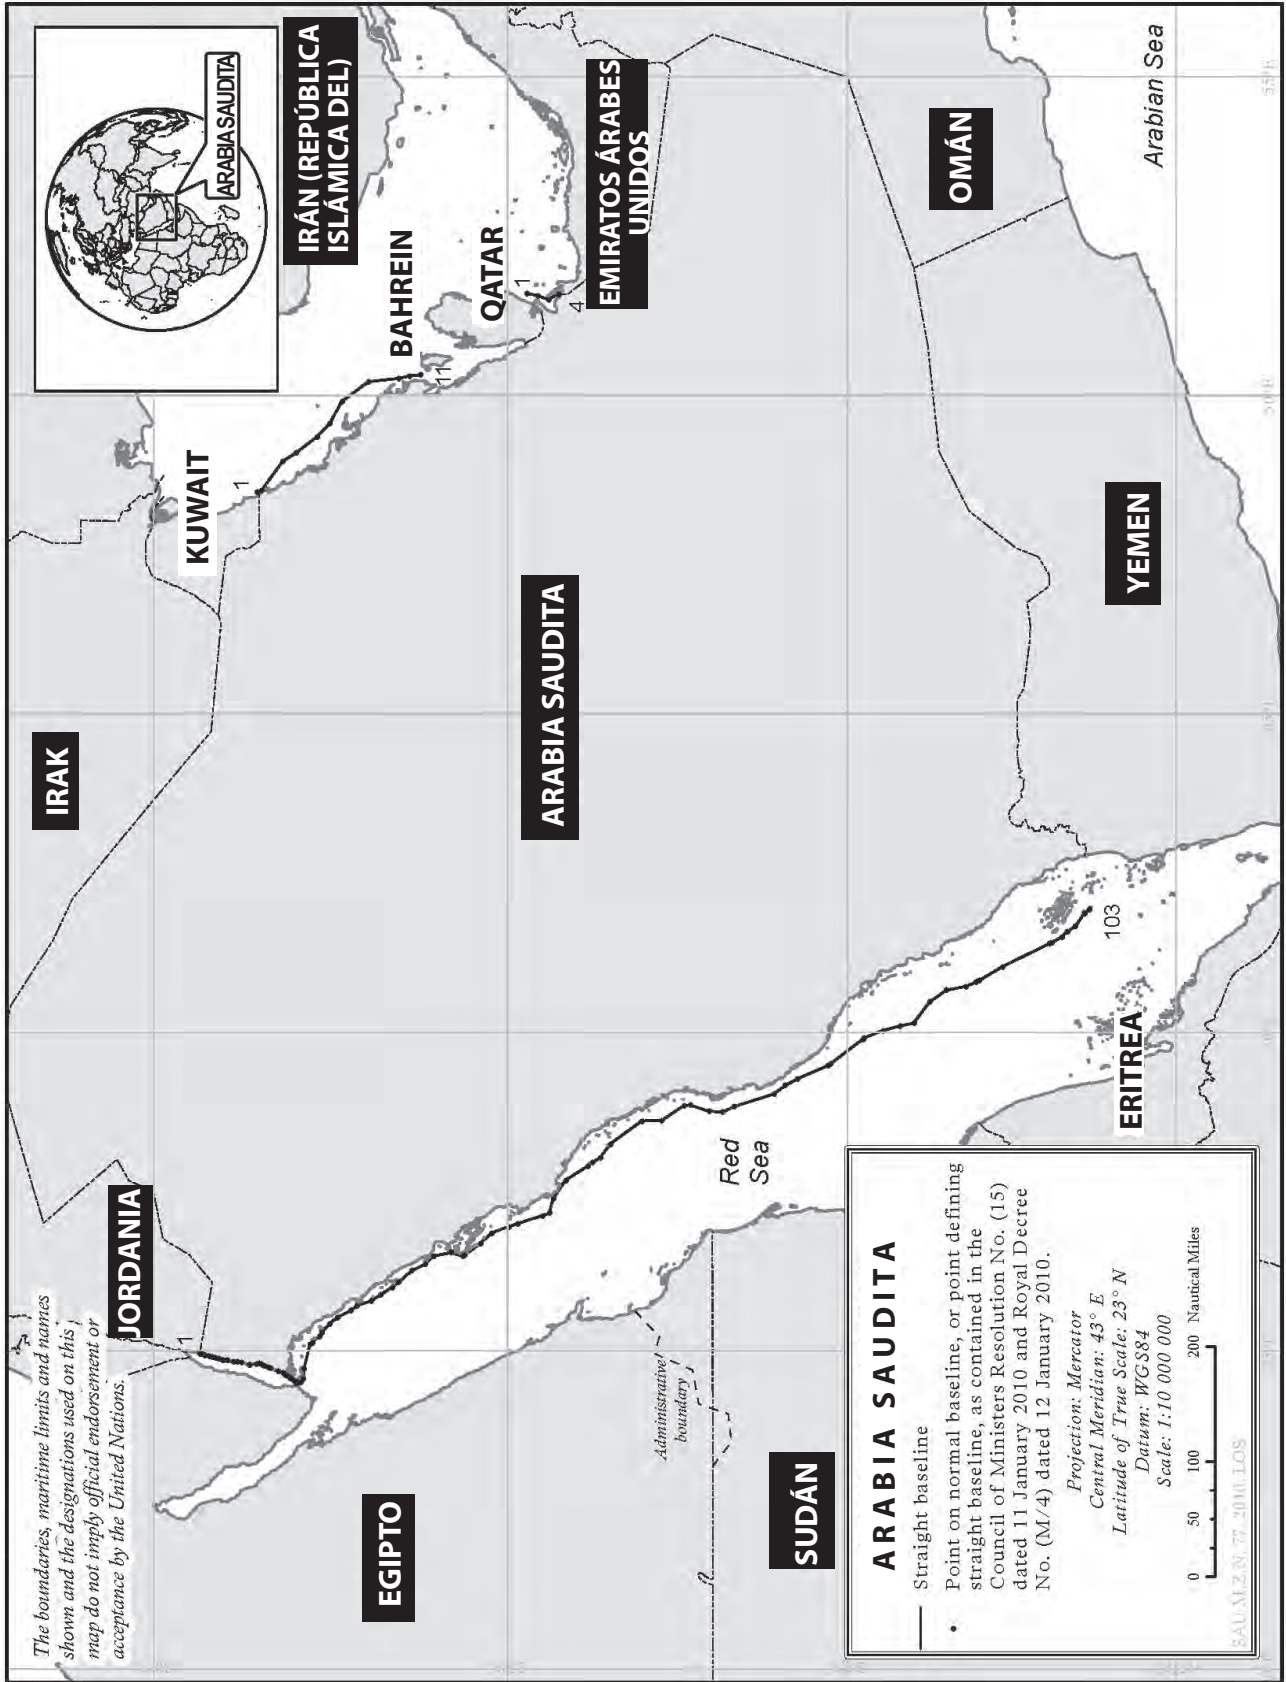 The boundaries, maritime limits and names
shown and the designations used on this
map do not imply official endorsement or
acceptance by the United Nations.
JORDANIA
IRAK
KUWAIT
IRÁN (REPÚBLICA
ISLÁMICA DEL)
ARABIA SAUDITA
BAHREIN
QATAR
EMIRATOS ÁRABES
UNIDOS
1
1
11
1
4
EGIPTO
ARABIA SAUDITA
OMÁN
Administrative
boundary
Red
Sea
SUDÁN
ERITREA
103
YEMEN
Arabian Sea
50°E
55°E
ARABIA SAUDITA
Straight baseline
Point on normal baseline, or point defining
straight baseline, as contained in the
Council of Ministers Resolution No. (15)
dated 11 January 2010 and Royal Decree
No. (M/4) dated 12 January 2010.
Projection: Mercator
Central Meridian: 43° E
Latitude of True Scale: 23° N
Datum: WGS84
Scale: 1:10 000 000
0 50 100 200 Nautical Miles
SAU.M.Z.N. 77. 2010. LOS